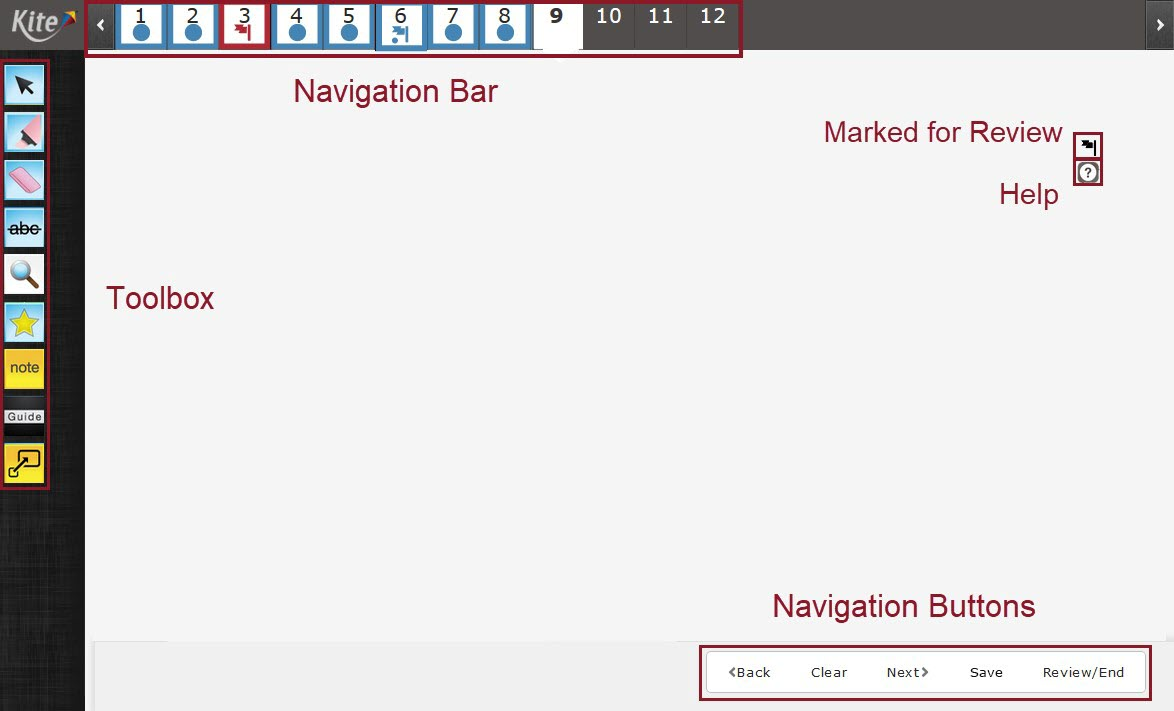 Kite
1 2 3 4 5 6 7 8 9 10 11 12
Navigation Bar
Marked for Review
?
Help
abc
Toolbox
note
Guide
Navigation Buttons
Back Clear Next Save Review/End